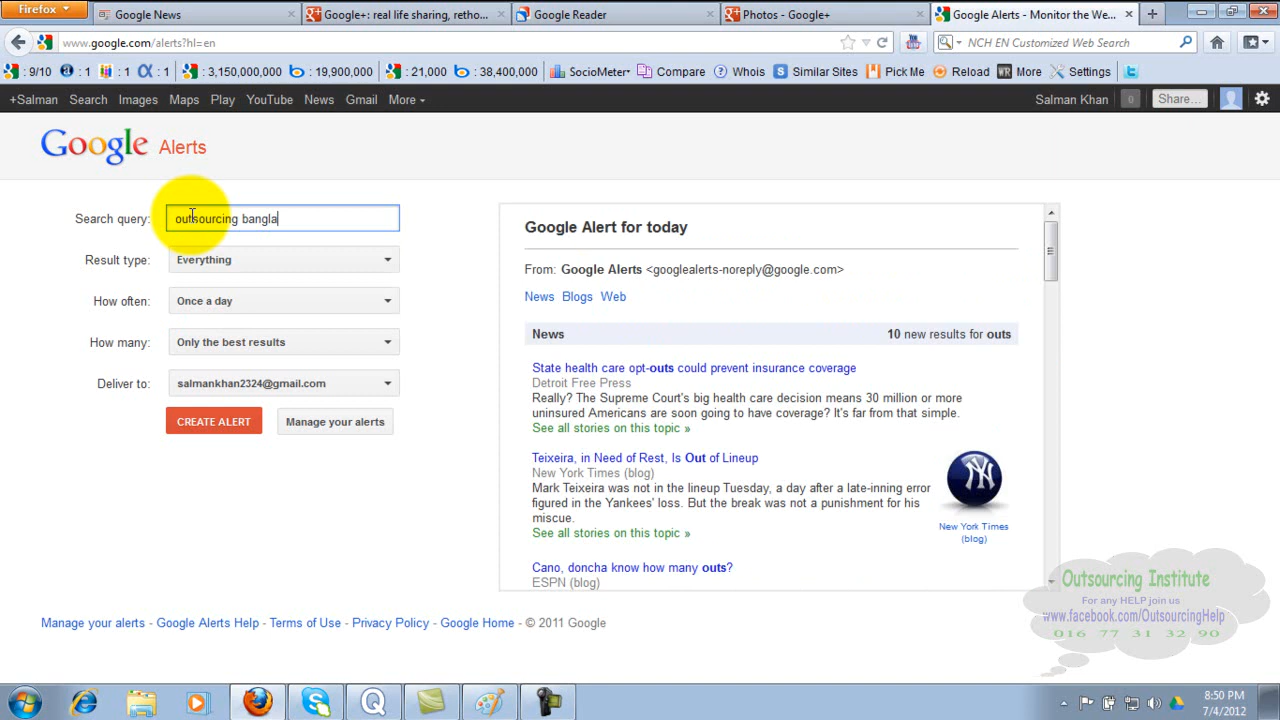 Firefox
Google News
Google+: real life sharing, retho...
Google Reader
Photos - Google+
Google Alerts - Monitor the We...
www.google.com/alerts?hl=en
NCH EN Customized Web Search
: 9/10
: 1
: 1
: 1
: 3,150,000,000
: 19,900,000
: 21,000
: 38,400,000
SocioMeter
Compare
Whois
Similar Sites
Pick Me
Reload
More
Settings
+Salman Search Images Maps Play YouTube News Gmail More
Salman Khan 0 Share...
Google Alerts
Search query: outsourcing bangla
Result type: Everything
How often: Once a day
How many: Only the best results
Deliver to: salmankhan2324@gmail.com
CREATE ALERT Manage your alerts
Google Alert for today
From: Google Alerts <googlealerts-noreply@google.com>
News Blogs Web
News 10 new results for outs
State health care opt-outs could prevent insurance coverage
Detroit Free Press
Really? The Supreme Court's big health care decision means 30 million or more
uninsured Americans are soon going to have coverage? It's far from that simple.
See all stories on this topic »
Teixeira, in Need of Rest, Is Out of Lineup
New York Times (blog)
Mark Teixeira was not in the lineup Tuesday, a day after a late-inning error
figured in the Yankees' loss. But the break was not a punishment for his
miscue.
See all stories on this topic »
New York Times
(blog)
Cano, doncha know how many outs?
ESPN (blog)
Outsourcing Institute
For any HELP join us
www.facebook.com/OutsourcingHelp
016 77 31 32 90
Manage your alerts - Google Alerts Help - Terms of Use - Privacy Policy - Google Home - © 2011 Google
8:50 PM
7/4/2012